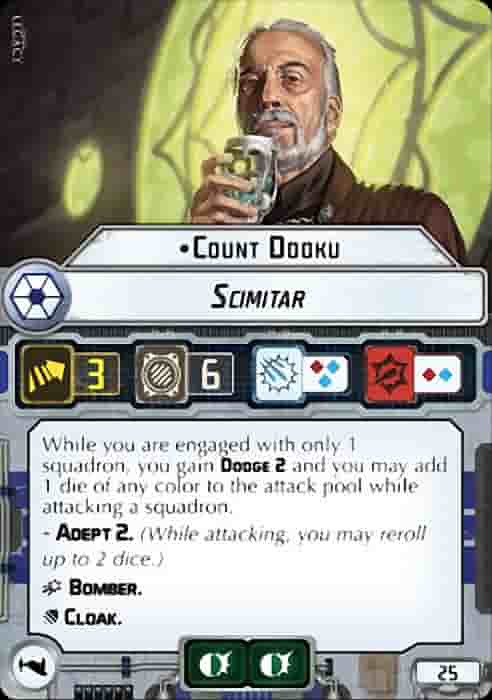 LEGACY
•COUNT DOOKU
SCIMITAR
3 6
While you are engaged with only 1
squadron, you gain DODGE 2 and you may add
1 die of any color to the attack pool while
attacking a squadron.
- ADEPT 2. (While attacking, you may reroll
up to 2 dice.)
BOMBER.
CLOAK.
25